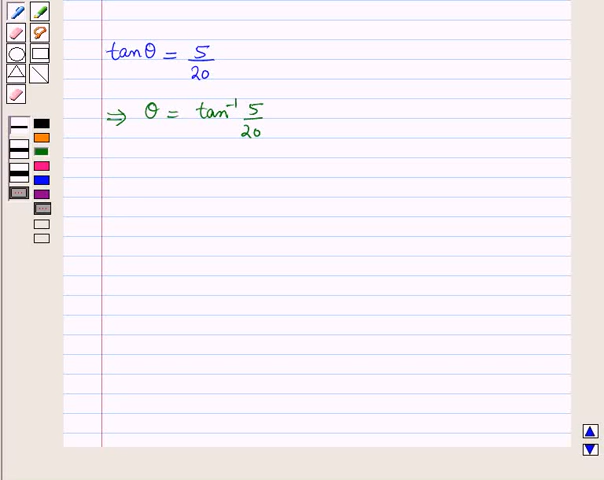 tanθ = 5/20
⇒ θ = tan⁻¹ 5/20